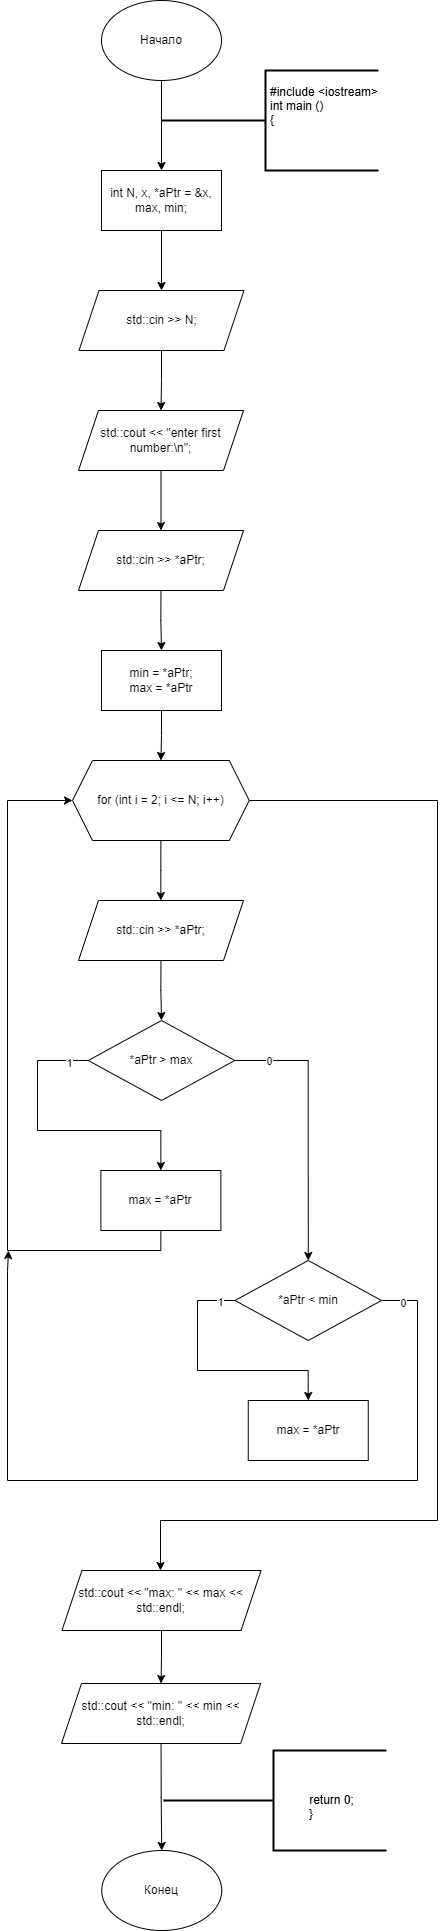 Начало
#include <iostream>
int main ()
{
int N, x, *aPtr = &x,
max, min;
std::cin >> N;
std::cout << "enter first
number:\n";
std::cin >> *aPtr;
min = *aPtr;
max = *aPtr
for (int i = 2; i <= N; i++)
std::cin >> *aPtr;
*aPtr > max
1
0
max = *aPtr
*aPtr < min
1
0
max = *aPtr
std::cout << "max: " << max <<
std::endl;
std::cout << "min: " << min <<
std::endl;
return 0;
}
Конец